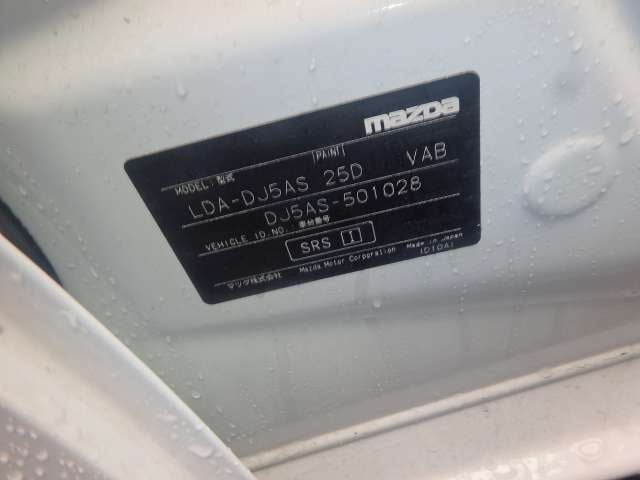 mazda
MODEL:型式 PAINT
LDA-DJ5AS 25D VAB
DJ5AS-501028
VEHICLE ID.NO. 車台番号
SRS I
マツダ株式会社 Mazda Motor Corporation Made in Japan
(D10A)